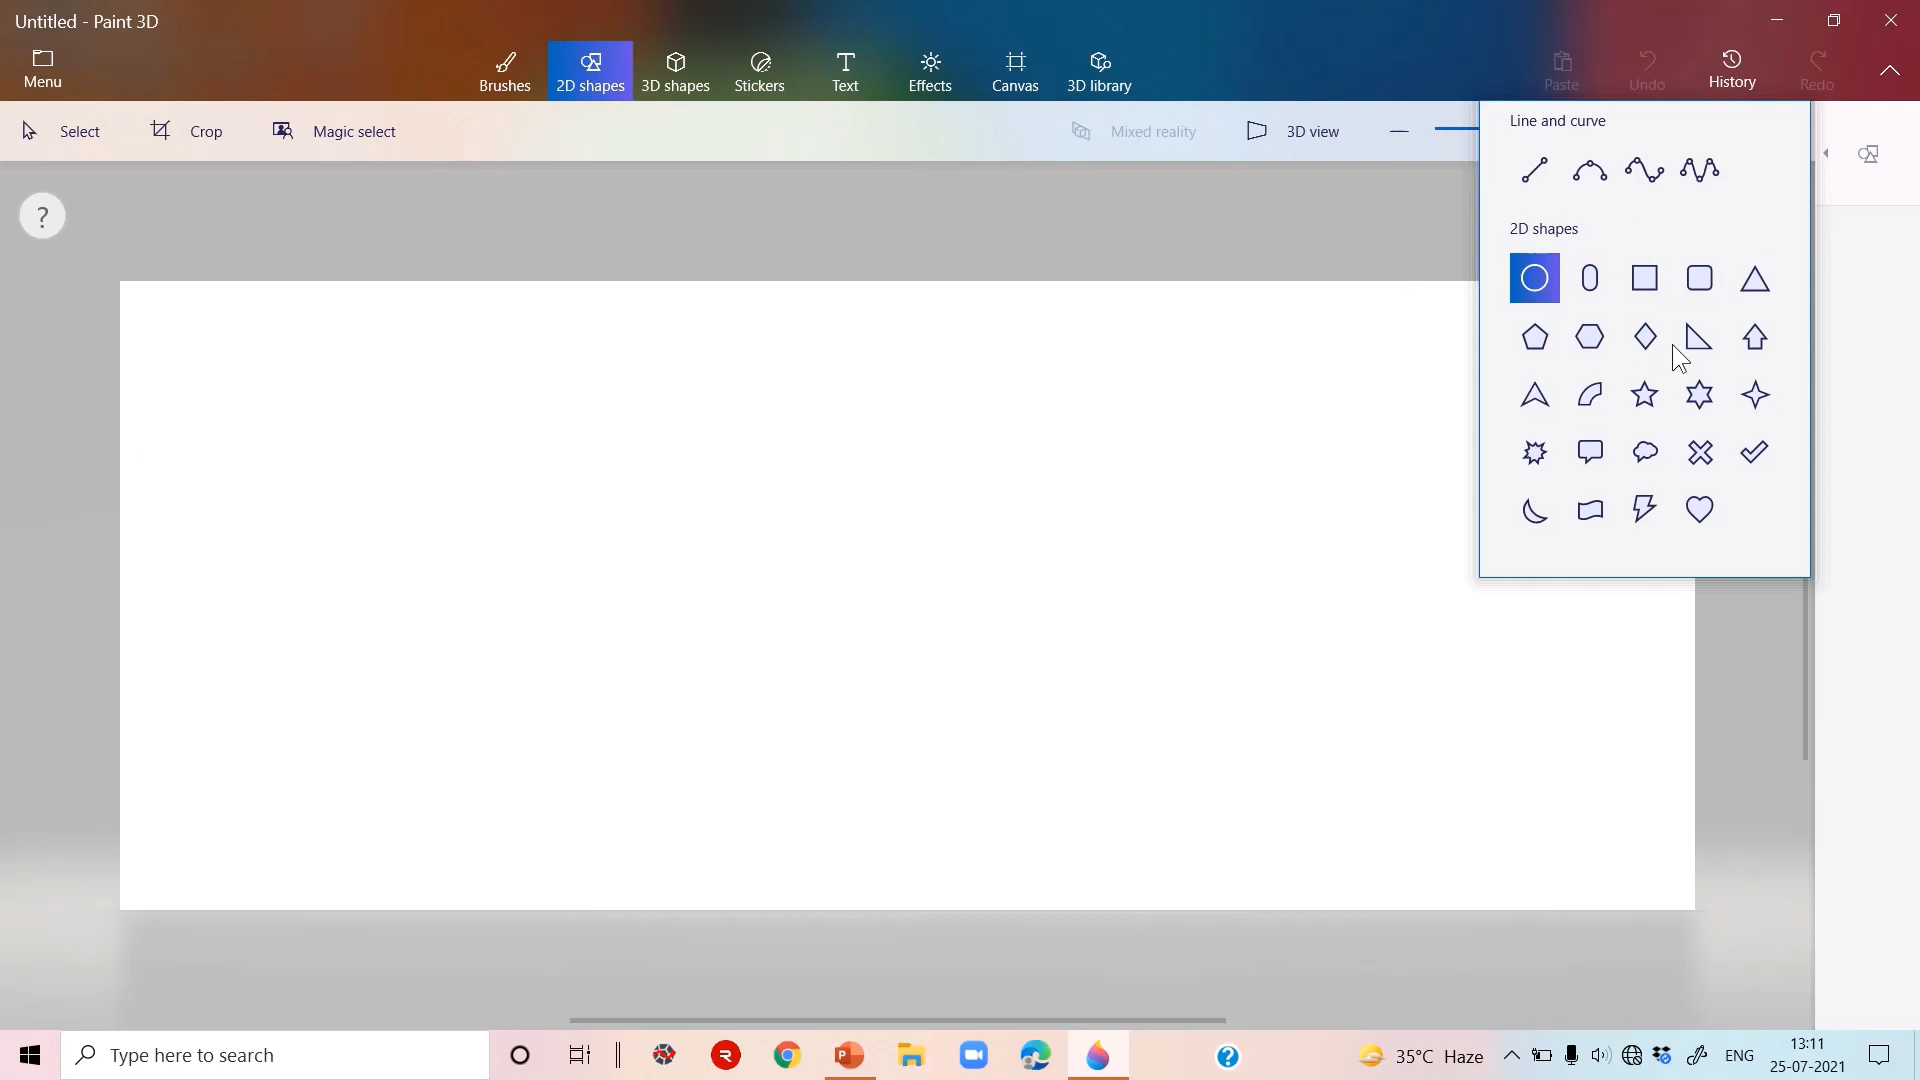 Untitled - Paint 3D
Menu
Brushes
2D shapes
3D shapes
Stickers
Text
Effects
Canvas
3D library
Paste
Undo
History
Redo
Select
Crop
Magic select
Mixed reality
3D view
Line and curve
2D shapes
?
Type here to search
35°C Haze
ENG
13:11
25-07-2021